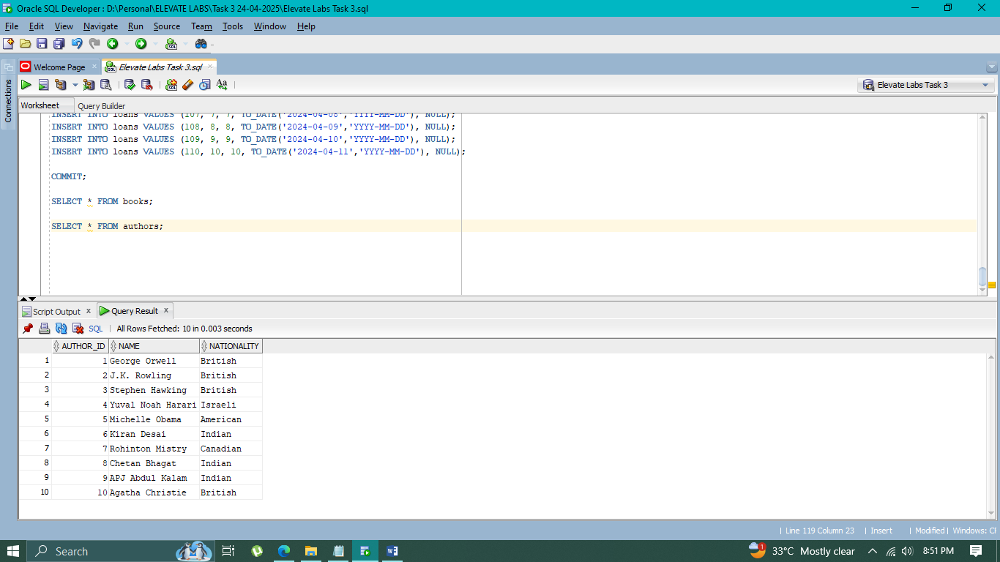 Oracle SQL Developer : D:\Personal\ELEVATE LABS\Task 3 24-04-2025\Elevate Labs Task 3.sql
File Edit View Navigate Run Source Team Tools Window Help
Connections
Welcome Page Elevate Labs Task 3.sql
Elevate Labs Task 3
Worksheet Query Builder
INSERT INTO loans VALUES (107, 7, 7, TO_DATE('2024-04-08','YYYY-MM-DD'), NULL);
INSERT INTO loans VALUES (108, 8, 8, TO_DATE('2024-04-09','YYYY-MM-DD'), NULL);
INSERT INTO loans VALUES (109, 9, 9, TO_DATE('2024-04-10','YYYY-MM-DD'), NULL);
INSERT INTO loans VALUES (110, 10, 10, TO_DATE('2024-04-11','YYYY-MM-DD'), NULL);
COMMIT;
SELECT * FROM books;
SELECT * FROM authors;
Script Output x Query Result x
SQL | All Rows Fetched: 10 in 0.003 seconds
AUTHOR_ID NAME NATIONALITY
1 1 George Orwell British
2 2 J.K. Rowling British
3 3 Stephen Hawking British
4 4 Yuval Noah Harari Israeli
5 5 Michelle Obama American
6 6 Kiran Desai Indian
7 7 Rohinton Mistry Canadian
8 8 Chetan Bhagat Indian
9 9 APJ Abdul Kalam Indian
10 10 Agatha Christie British
| Line 119 Column 23 | Insert | Modified | Windows: CF
Search 1 33°C Mostly clear 8:51 PM